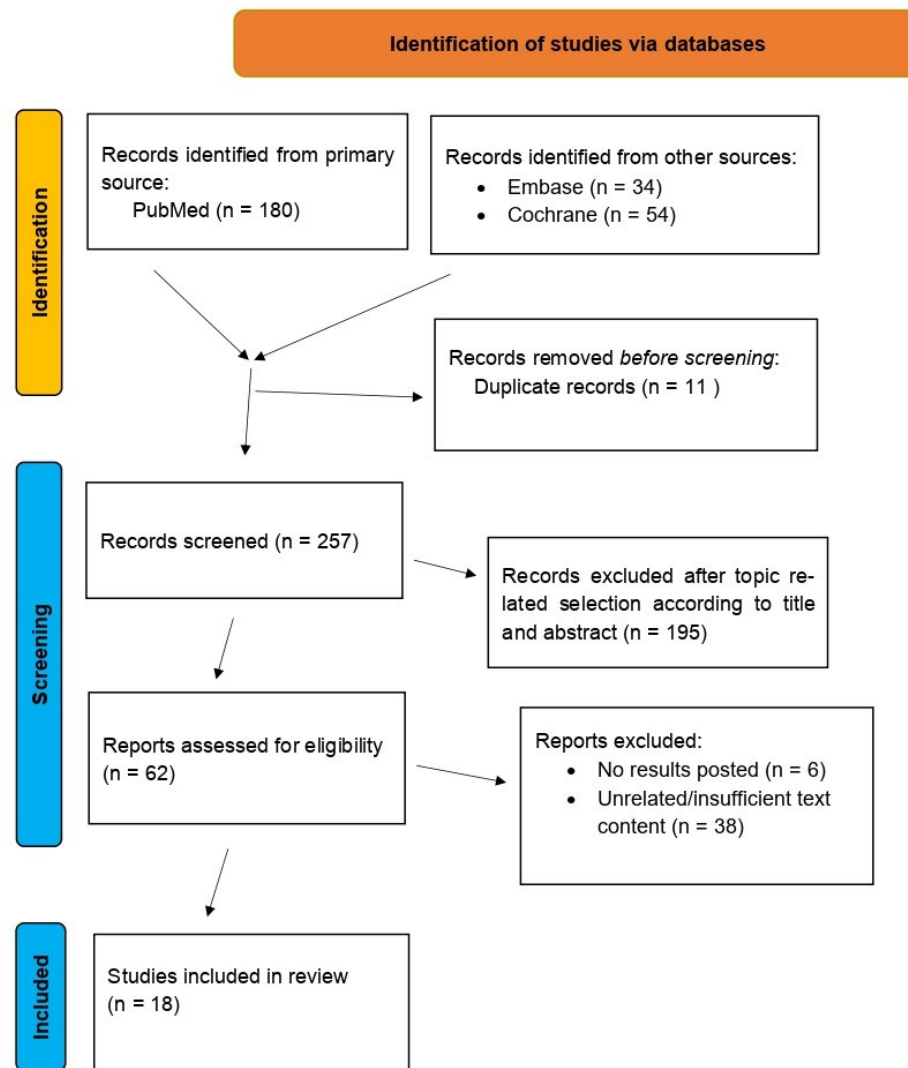 Identification of studies via databases
Identification
Records identified from primary
source:
PubMed (n = 180)
Records identified from other sources:
• Embase (n = 34)
• Cochrane (n = 54)
Records removed before screening:
Duplicate records (n = 11 )
Screening
Records screened (n = 257)
Records excluded after topic re-
lated selection according to title
and abstract (n = 195)
Reports assessed for eligibility
(n = 62)
Reports excluded:
• No results posted (n = 6)
• Unrelated/insufficient text
content (n = 38)
Included
Studies included in review
(n = 18)